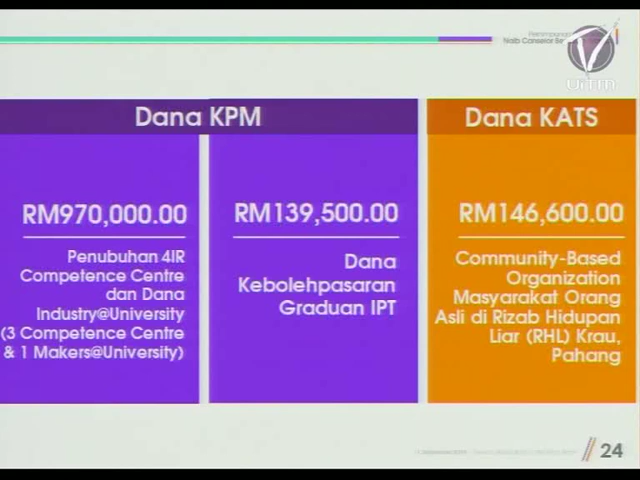 Naib Canselor
UiTM
Dana KPM
Dana KATS
RM970,000.00
Penubuhan 4IR
Competence Centre
dan Dana
Industry@University
(3 Competence Centre
& 1 Makers@University)
RM139,500.00
Dana
Kebolehpasaran
Graduan IPT
RM146,600.00
Community-Based
Organization
Masyarakat Orang
Asli di Rizab Hidupan
Liar (RHL) Krau,
Pahang
24